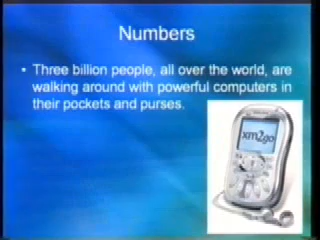 Numbers
• Three billion people, all over the world, are
walking around with powerful computers in
their pockets and purses.
xm2go